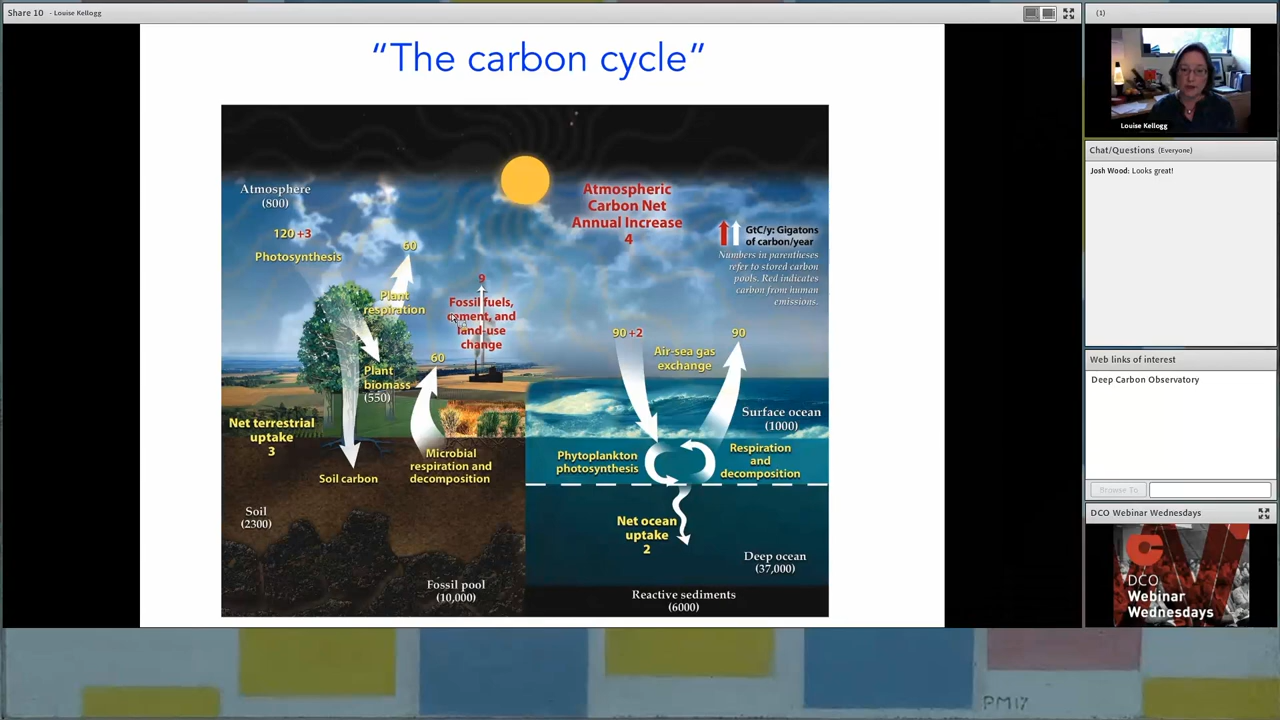 Share 10 - Louise Kellogg
(1)
Louise Kellogg
"The carbon cycle"
Atmosphere
(800)
120 +3
Photosynthesis
60
Plant
respiration
9
Fossil fuels,
cement, and
land-use
change
Atmospheric
Carbon Net
Annual Increase
4
GtC/y: Gigatons
of carbon/year
Numbers in parentheses
refer to stored carbon
pools. Red indicates
carbon from human
emissions.
60
Plant
biomass
(550)
Net terrestrial
uptake
3
Soil carbon
Microbial
respiration and
decomposition
Soil
(2300)
Fossil pool
(10,000)
90 +2
90
Air-sea gas
exchange
Surface ocean
(1000)
Phytoplankton
photosynthesis
Respiration
and
decomposition
Net ocean
uptake
2
Deep ocean
(37,000)
Reactive sediments
(6000)
Chat/Questions (Everyone)
Josh Wood: Looks great!
Web links of interest
Deep Carbon Observatory
Browse To
DCO Webinar Wednesdays
DCO
Webinar
Wednesdays
PM17